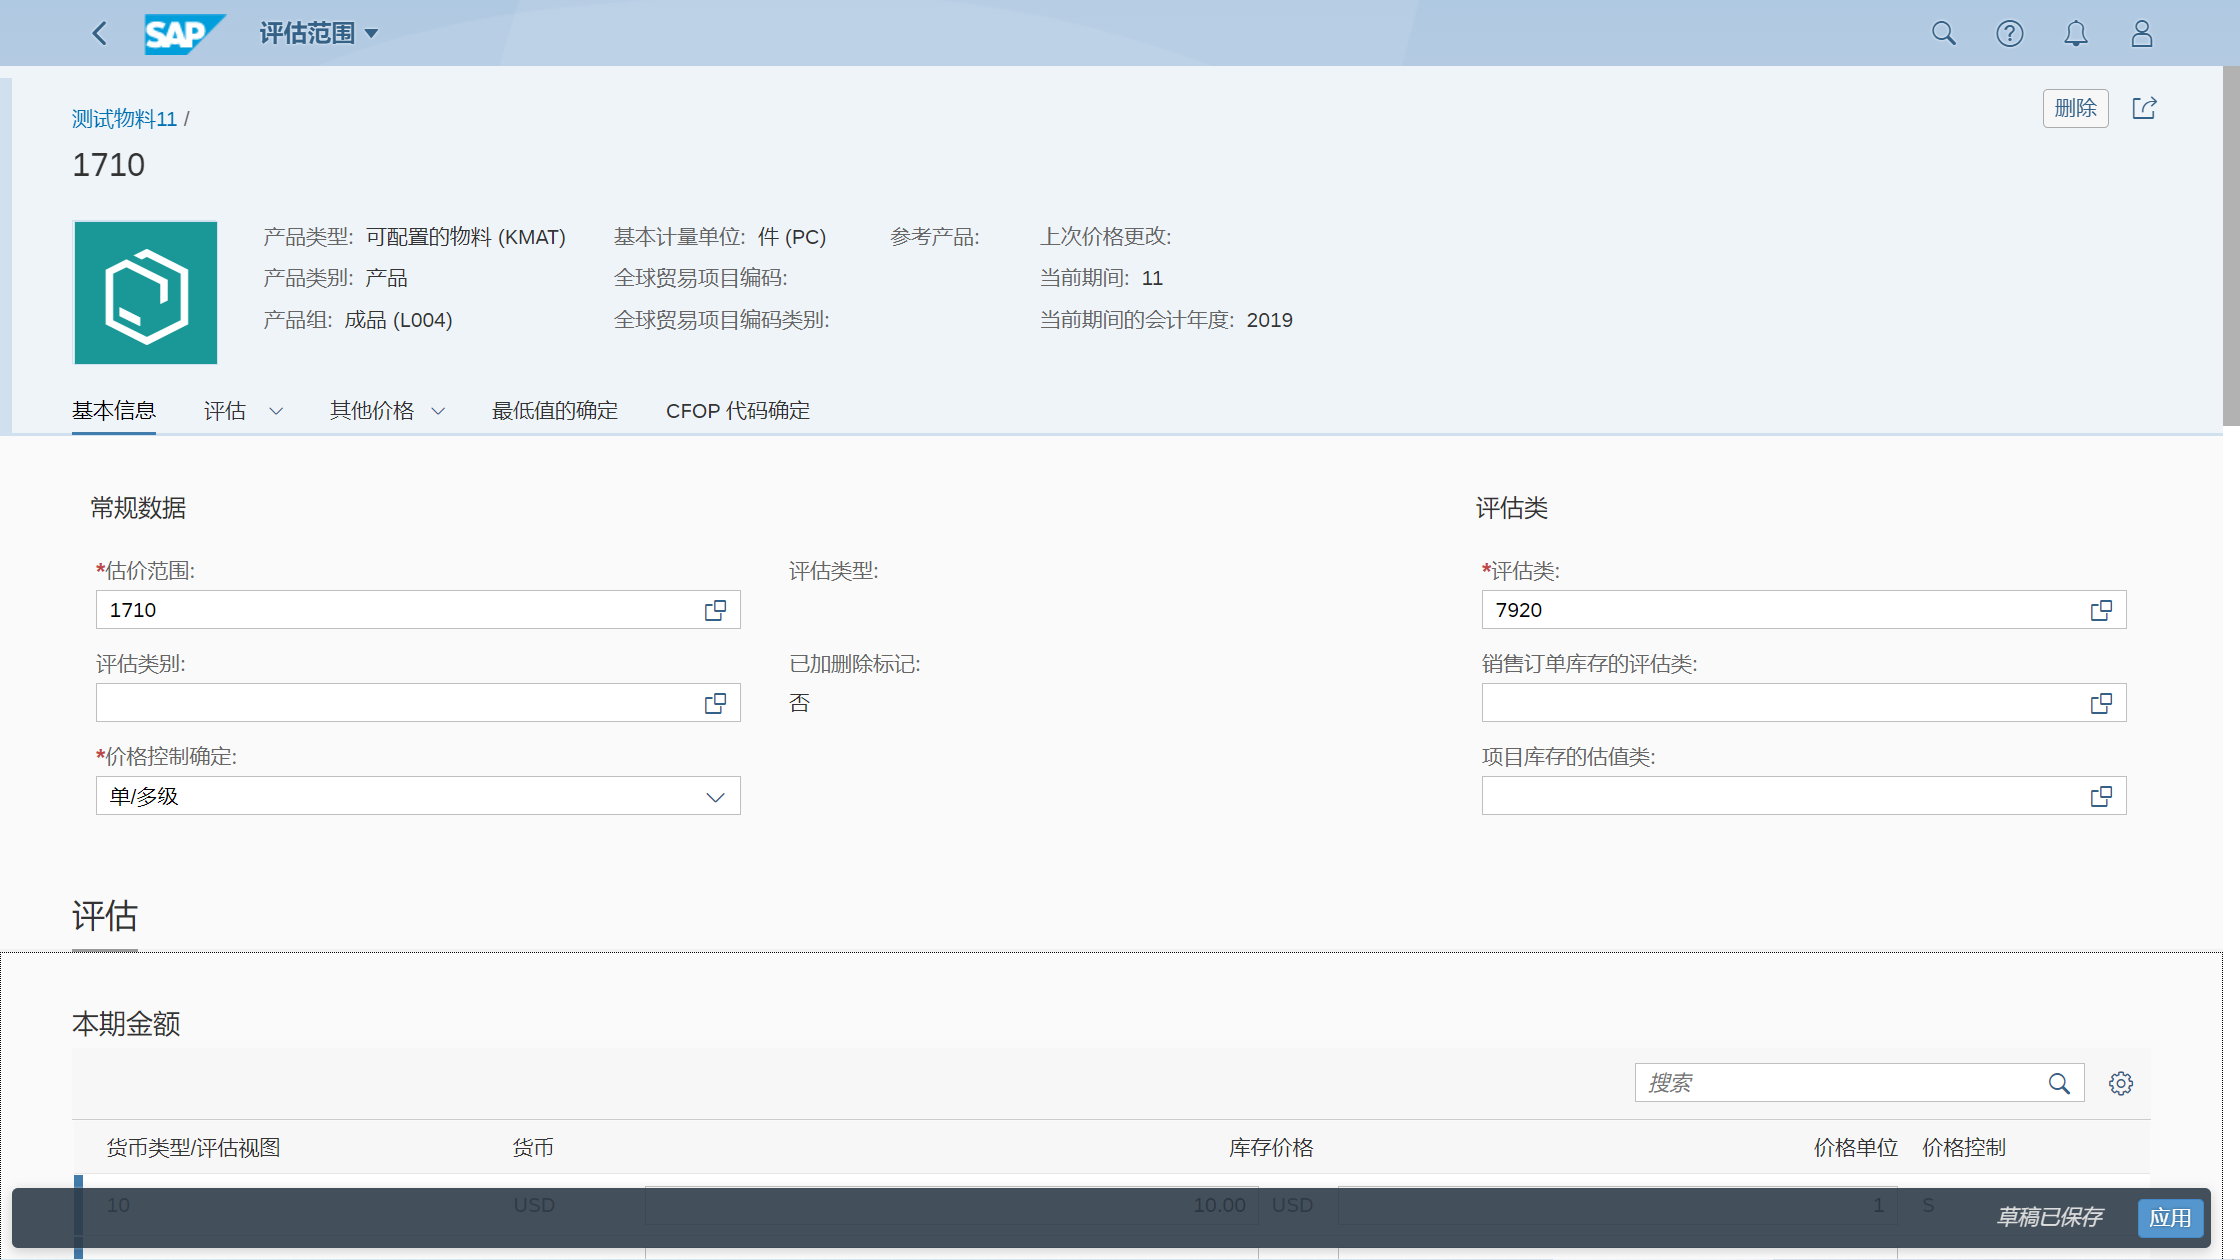 SAP 评估范围
测试物料11 /
删除
1710
产品类型: 可配置的物料 (KMAT)
基本计量单位: 件 (PC)
参考产品:
上次价格更改:
产品类别: 产品
全球贸易项目编码:
当前期间: 11
产品组: 成品 (L004)
全球贸易项目编码类别:
当前期间的会计年度: 2019
基本信息
评估
其他价格
最低值的确定
CFOP 代码确定
常规数据
评估类
*估价范围:
评估类型:
*评估类:
1710
7920
评估类别:
已加删除标记:
销售订单库存的评估类:
否
*价格控制确定:
项目库存的估值类:
单/多级
评估
本期金额
搜索
货币类型/评估视图
货币
库存价格
价格单位
价格控制
10
USD
10.00
USD
1
S
草稿已保存
应用